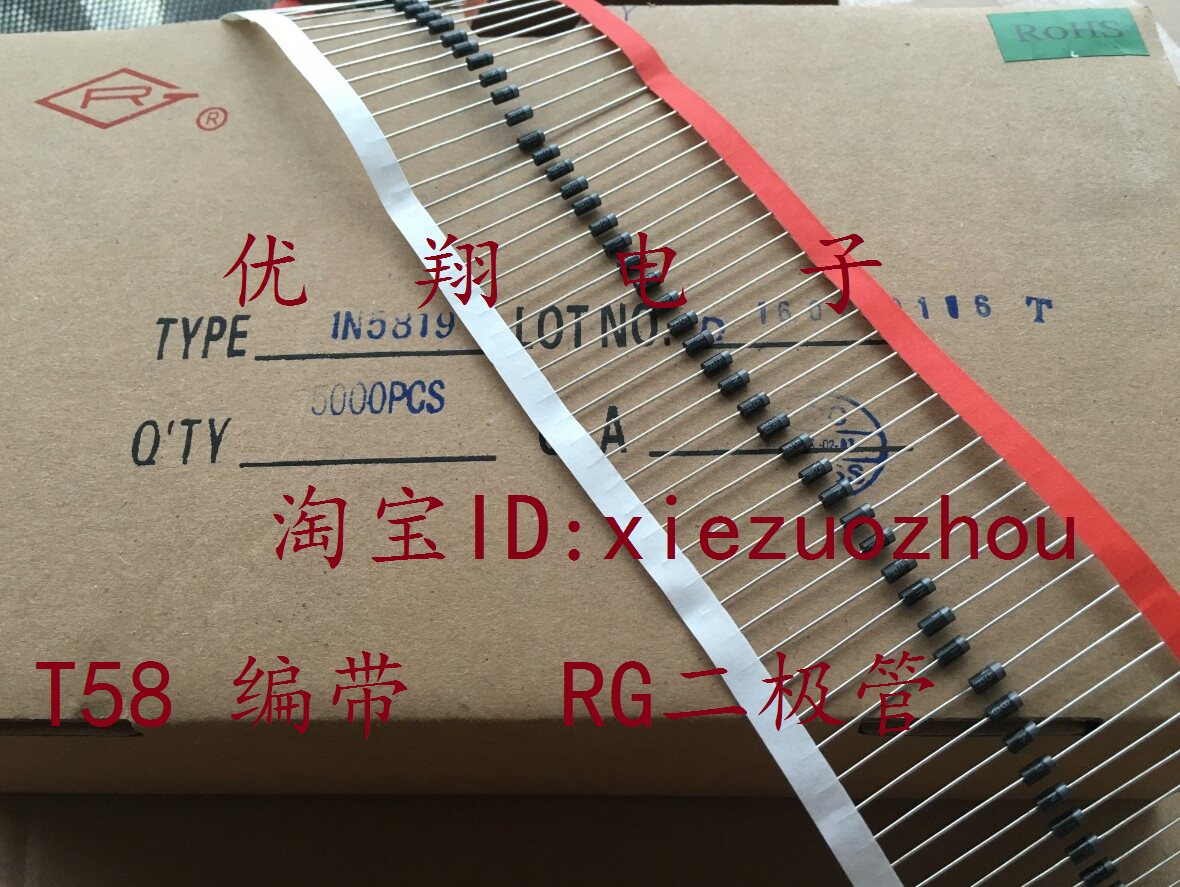 RG®
RoHS
优 翔 电 子
TYPE 1N5819 LOT NO.
5000PCS
Q'TY
淘宝ID:xiezuozhou
T58 编带 RG二极管